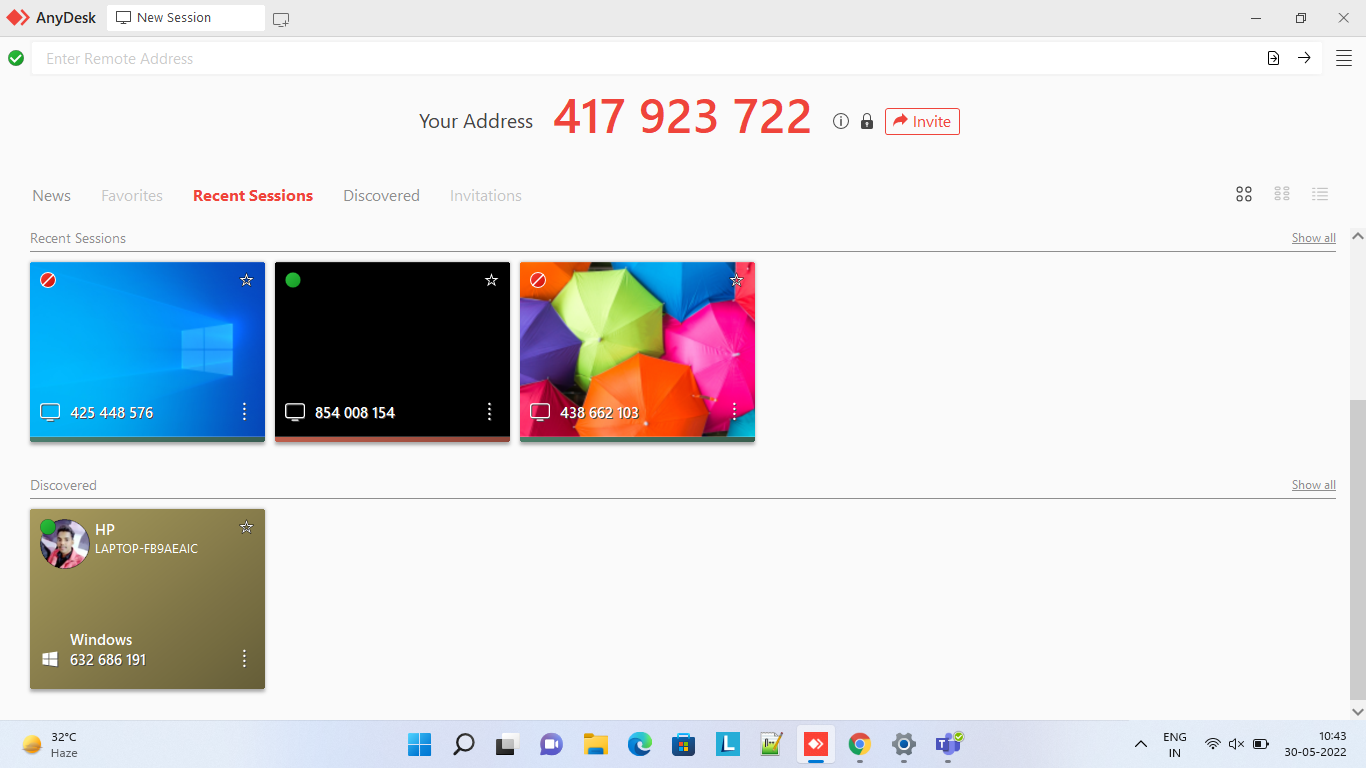 AnyDesk
New Session
Enter Remote Address
Your Address 417 923 722 Invite
News Favorites Recent Sessions Discovered Invitations
Recent Sessions Show all
425 448 576
854 008 154
438 662 103
Discovered Show all
HP
LAPTOP-FB9AEAIC
Windows
632 686 191
32°C
Haze
L
ENG
IN
10:43
30-05-2022